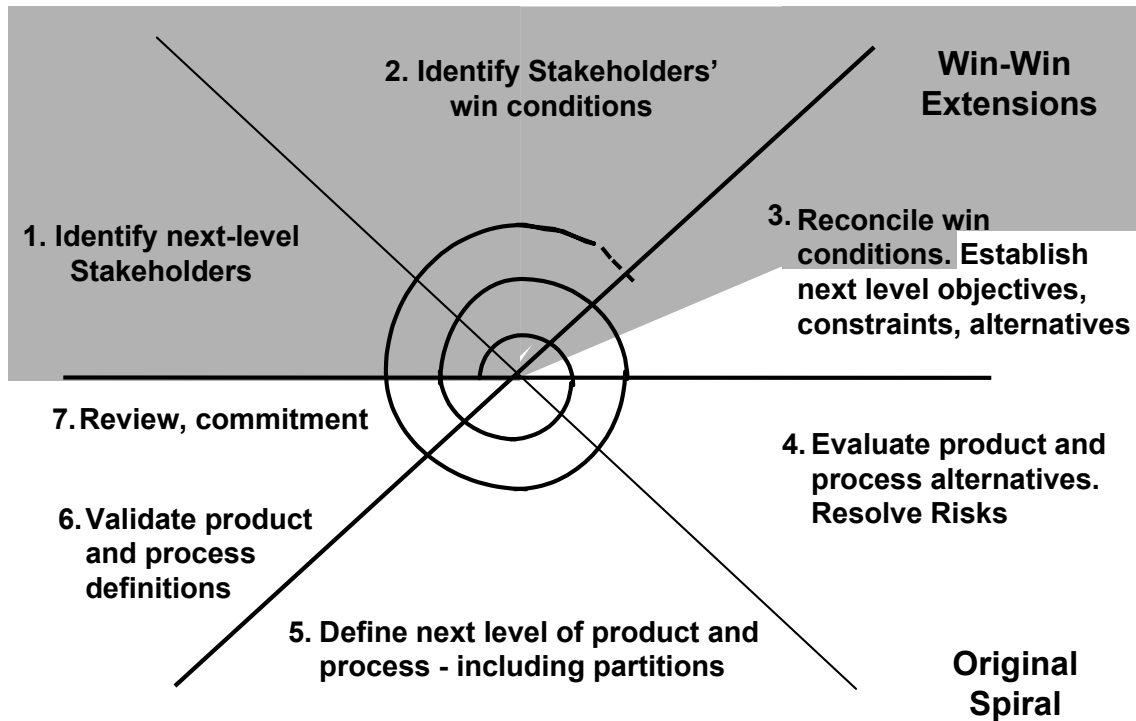 2. Identify Stakeholders’
win conditions
Win-Win
Extensions
1. Identify next-level
Stakeholders
3. Reconcile win
conditions. Establish
next level objectives,
constraints, alternatives
7. Review, commitment
4. Evaluate product and
process alternatives.
Resolve Risks
6. Validate product
and process
definitions
5. Define next level of product and
process - including partitions
Original
Spiral